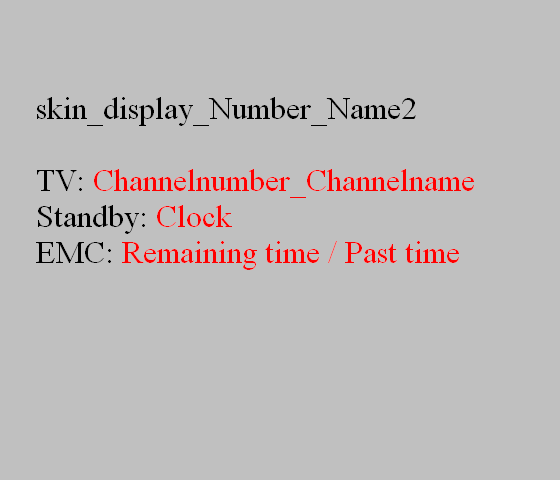 skin_display_Number_Name2
TV: Channelnumber_Channelname
Standby: Clock
EMC: Remaining time / Past time